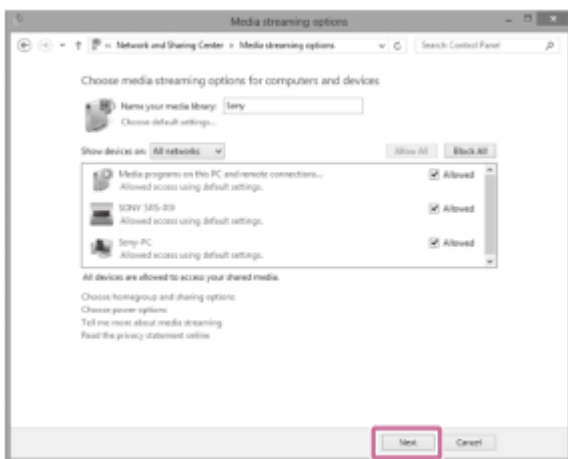 Media streaming options
Network and Sharing Center Media streaming options Search Control Panel
Choose media streaming options for computers and devices
Name your media library: Sony
Choose default settings...
Show devices on: All networks Allow All Block All
Media programs on this PC and remote connections... Allowed
Allowed access using default settings.
SONY SRS-X9 Allowed
Allowed access using default settings.
Sony-PC Allowed
Allowed access using default settings.
All devices are allowed to access your shared media.
Choose homegroup and sharing options
Choose power options
Tell me more about media streaming
Read the privacy statement online
Next Cancel